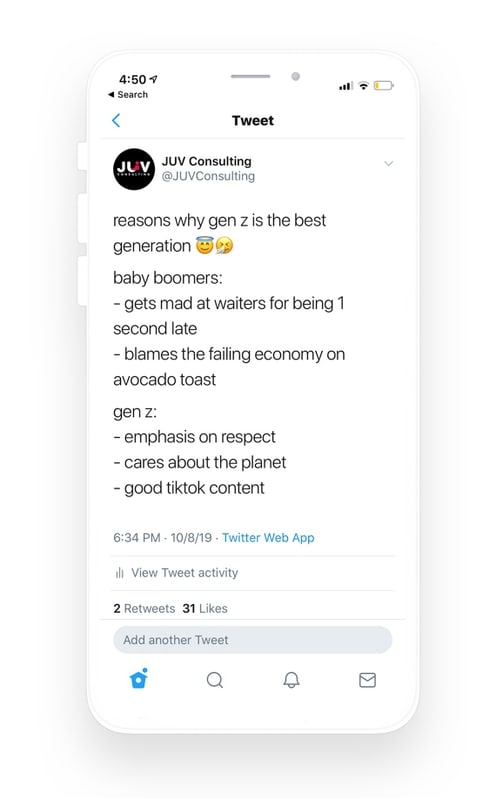 4:50
Search
Tweet
JUV
CONSULTING
JUV Consulting
@JUVConsulting
reasons why gen z is the best
generation 😇🤧
baby boomers:
- gets mad at waiters for being 1
second late
- blames the failing economy on
avocado toast
gen z:
- emphasis on respect
- cares about the planet
- good tiktok content
6:34 PM · 10/8/19 · Twitter Web App
View Tweet activity
2 Retweets 31 Likes
Add another Tweet